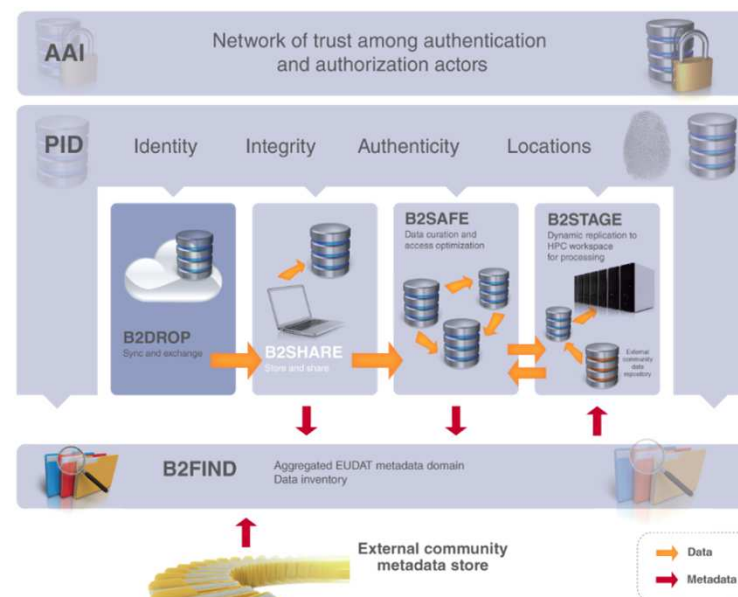 AAI
Network of trust among authentication
and authorization actors
PID
Identity
Integrity
Authenticity
Locations
B2DROP
Sync and exchange
B2SHARE
Store and share
B2SAFE
Data curation and
access optimization
B2STAGE
Dynamic replication to
HPC workspace
for processing
External
community
data
repository
B2FIND
Aggregated EUDAT metadata domain
Data inventory
External community
metadata store
Data
Metadata